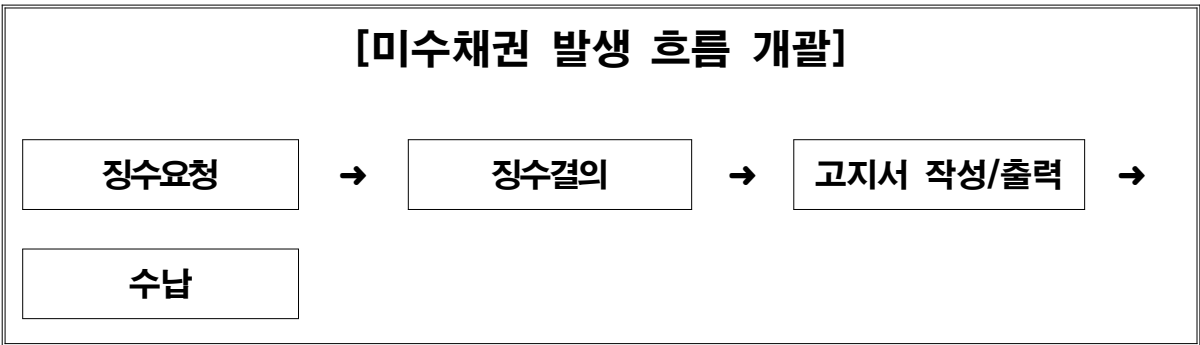 [미수채권 발생 흐름 개괄]
징수요청 ➜ 징수결의 ➜ 고지서 작성/출력 ➜
수납